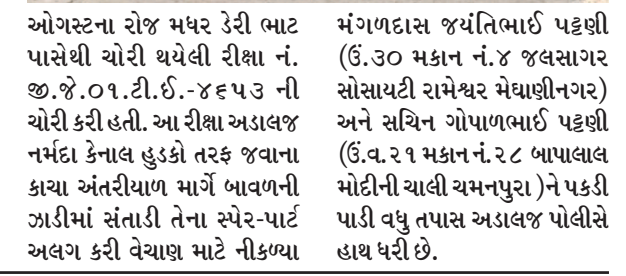 ઓગસ્ટના રોજ મધર ડેરી ભાટ
પાસેથી ચોરી થયેલી રીક્ષા નં.
જી.જે.૦૧.ટી.ઈ.-૪૬૫૩ ની
ચોરી કરી હતી. આ રીક્ષા અડાલજ
નર્મદા કેનાલ હુડકો તરફ જવાના
કાચા અંતરીયાળ માર્ગે બાવળની
ઝાડીમાં સંતાડી તેના સ્પેર-પાર્ટ
અલગ કરી વેચાણ માટે નીકળ્યા
મંગળદાસ જયંતિભાઈ પટ્ટણી
(ઉં.૩૦ મકાન નં.૪ જલસાગર
સોસાયટી રામેશ્વર મેઘાણીનગર)
અને સચિન ગોપાળભાઈ પટ્ટણી
(ઉં.વ.૨૧ મકાન નં.૨૮ બાપાલાલ
મોદીની ચાલી ચમનપુરા )ને પકડી
પાડી વધુ તપાસ અડાલજ પોલીસે
હાથ ધરી છે.